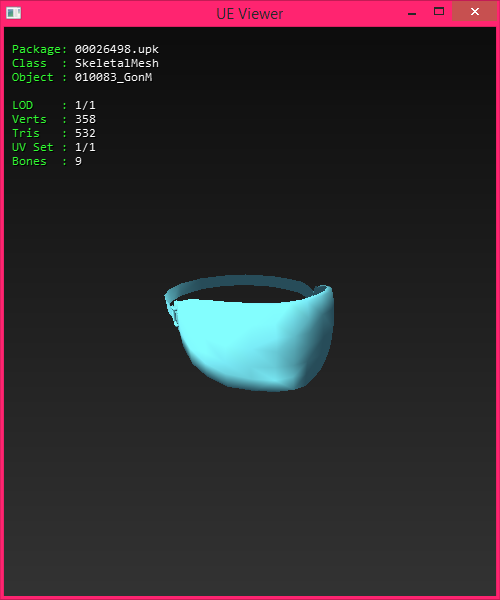 UE Viewer
Package: 00026498.upk
Class : SkeletalMesh
Object : 010083_GonM
LOD : 1/1
Verts : 358
Tris : 532
UV Set : 1/1
Bones : 9